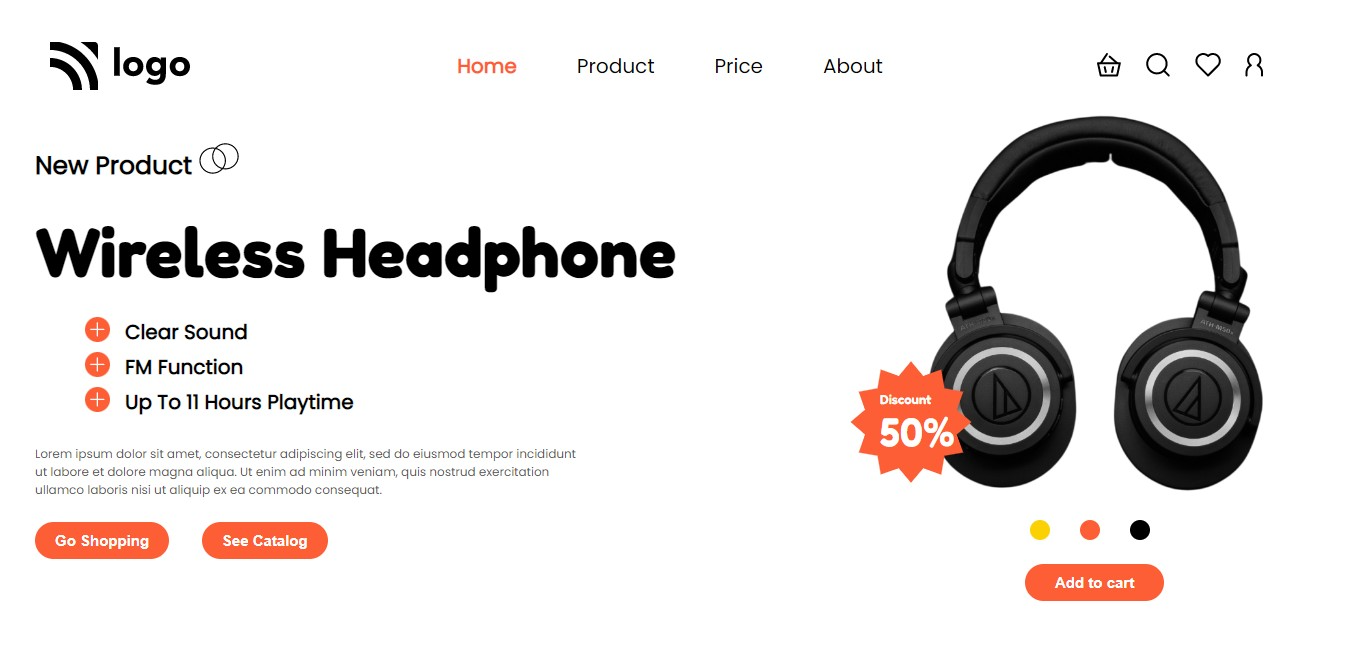 logo
Home Product Price About
New Product
Wireless Headphone
Clear Sound
FM Function
Up To 11 Hours Playtime
Lorem ipsum dolor sit amet, consectetur adipiscing elit, sed do eiusmod tempor incididunt
ut labore et dolore magna aliqua. Ut enim ad minim veniam, quis nostrud exercitation
ullamco laboris nisi ut aliquip ex ea commodo consequat.
Go Shopping See Catalog
Discount
50%
Add to cart